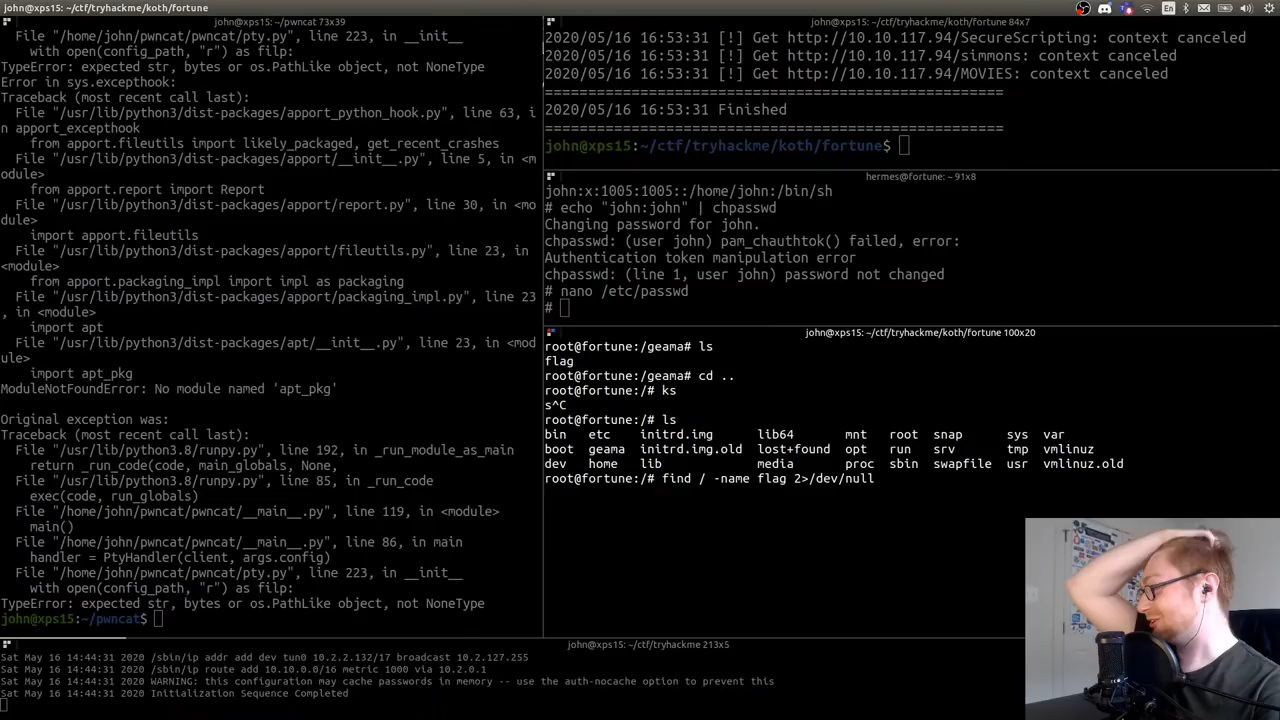 john@xps15: ~/ctf/tryhackme/koth/fortune
En
john@xps15: ~/pwncat 73x39
File "/home/john/pwncat/pwncat/pty.py", line 223, in __init__
with open(config_path, "r") as filp:
TypeError: expected str, bytes or os.PathLike object, not NoneType
Error in sys.excepthook:
Traceback (most recent call last):
File "/usr/lib/python3/dist-packages/apport_python_hook.py", line 63, i
n apport_excepthook
from apport.fileutils import likely_packaged, get_recent_crashes
File "/usr/lib/python3/dist-packages/apport/__init__.py", line 5, in <m
odule>
from apport.report import Report
File "/usr/lib/python3/dist-packages/apport/report.py", line 30, in <mo
dule>
import apport.fileutils
File "/usr/lib/python3/dist-packages/apport/fileutils.py", line 23, in
<module>
from apport.packaging_impl import impl as packaging
File "/usr/lib/python3/dist-packages/apport/packaging_impl.py", line 23
, in <module>
import apt
File "/usr/lib/python3/dist-packages/apt/__init__.py", line 23, in <mod
ule>
import apt_pkg
ModuleNotFoundError: No module named 'apt_pkg'
Original exception was:
Traceback (most recent call last):
File "/usr/lib/python3.8/runpy.py", line 192, in _run_module_as_main
return _run_code(code, main_globals, None,
File "/usr/lib/python3.8/runpy.py", line 85, in _run_code
exec(code, run_globals)
File "/home/john/pwncat/pwncat/__main__.py", line 119, in <module>
main()
File "/home/john/pwncat/pwncat/__main__.py", line 86, in main
handler = PtyHandler(client, args.config)
File "/home/john/pwncat/pwncat/pty.py", line 223, in __init__
with open(config_path, "r") as filp:
TypeError: expected str, bytes or os.PathLike object, not NoneType
john@xps15:~/pwncat$
john@xps15: ~/ctf/tryhackme/koth/fortune 84x7
2020/05/16 16:53:31 [!] Get http://10.10.117.94/SecureScripting: context canceled
2020/05/16 16:53:31 [!] Get http://10.10.117.94/simmons: context canceled
2020/05/16 16:53:31 [!] Get http://10.10.117.94/MOVIES: context canceled
===============================================================
2020/05/16 16:53:31 Finished
===============================================================
john@xps15:~/ctf/tryhackme/koth/fortune$
hermes@fortune: ~ 91x8
john:x:1005:1005::/home/john:/bin/sh
# echo "john:john" | chpasswd
Changing password for john.
chpasswd: (user john) pam_chauthtok() failed, error:
Authentication token manipulation error
chpasswd: (line 1, user john) password not changed
# nano /etc/passwd
#
john@xps15: ~/ctf/tryhackme/koth/fortune 100x20
root@fortune:/geama# ls
flag
root@fortune:/geama# cd ..
root@fortune:/# ks
s^C
root@fortune:/# ls
bin etc initrd.img lib64 mnt root snap sys var
boot geama initrd.img.old lost+found opt run srv tmp vmlinuz
dev home lib media proc sbin swapfile usr vmlinuz.old
root@fortune:/# find / -name flag 2>/dev/null
john@xps15: ~/ctf/tryhackme 213x5
Sat May 16 14:44:31 2020 /sbin/ip addr add dev tun0 10.2.2.132/17 broadcast 10.2.127.255
Sat May 16 14:44:31 2020 /sbin/ip route add 10.10.0.0/16 metric 1000 via 10.2.0.1
Sat May 16 14:44:31 2020 WARNING: this configuration may cache passwords in memory -- use the auth-nocache option to prevent this
Sat May 16 14:44:31 2020 Initialization Sequence Completed